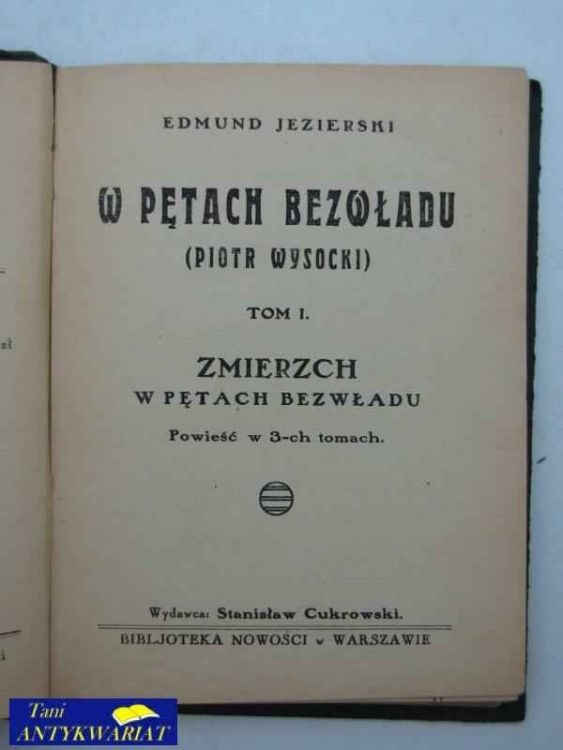 EDMUND JEZIERSKI
W PĘTACH BEZWŁADU
(PIOTR WYSOCKI)
TOM I.
ZMIERZCH
W PĘTACH BEZWŁADU
Powieść w 3-ch tomach.
Wydawca: Stanisław Cukrowski.
BIBLJOTEKA NOWOŚCI w WARSZAWIE
Tani
ANTYKWARIAT